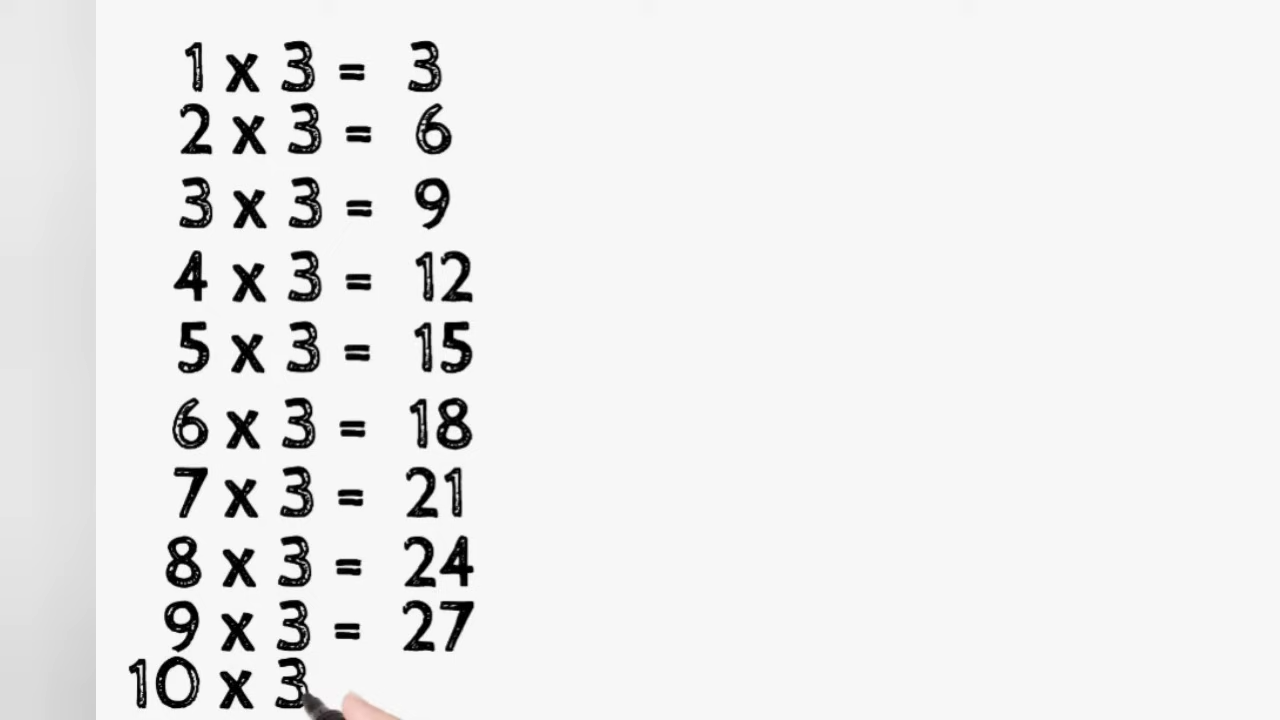 1 x 3 = 3
2 x 3 = 6
3 x 3 = 9
4 x 3 = 12
5 x 3 = 15
6 x 3 = 18
7 x 3 = 21
8 x 3 = 24
9 x 3 = 27
10 x 3